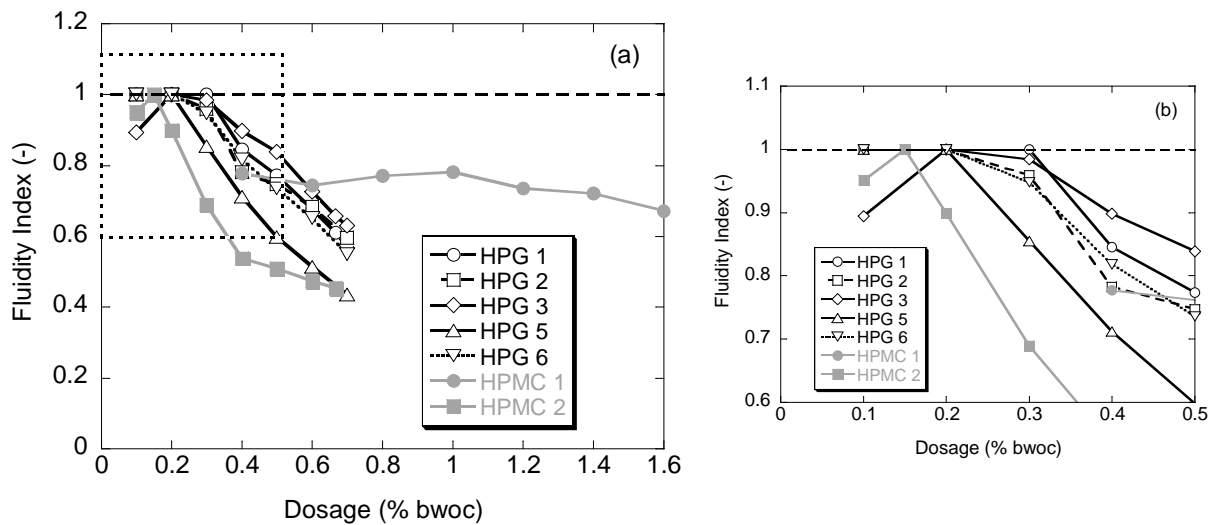 1.2
(a)
1
0.8
0.6
0.4
0.2
0
Fluidity Index (-)
HPG 1
HPG 2
HPG 3
HPG 5
HPG 6
HPMC 1
HPMC 2
0 0.2 0.4 0.6 0.8 1 1.2 1.4 1.6
Dosage (% bwoc)
1.1
(b)
1
0.9
0.8
0.7
0.6
Fluidity Index (-)
HPG 1
HPG 2
HPG 3
HPG 5
HPG 6
HPMC 1
HPMC 2
0 0.1 0.2 0.3 0.4 0.5
Dosage (% bwoc)